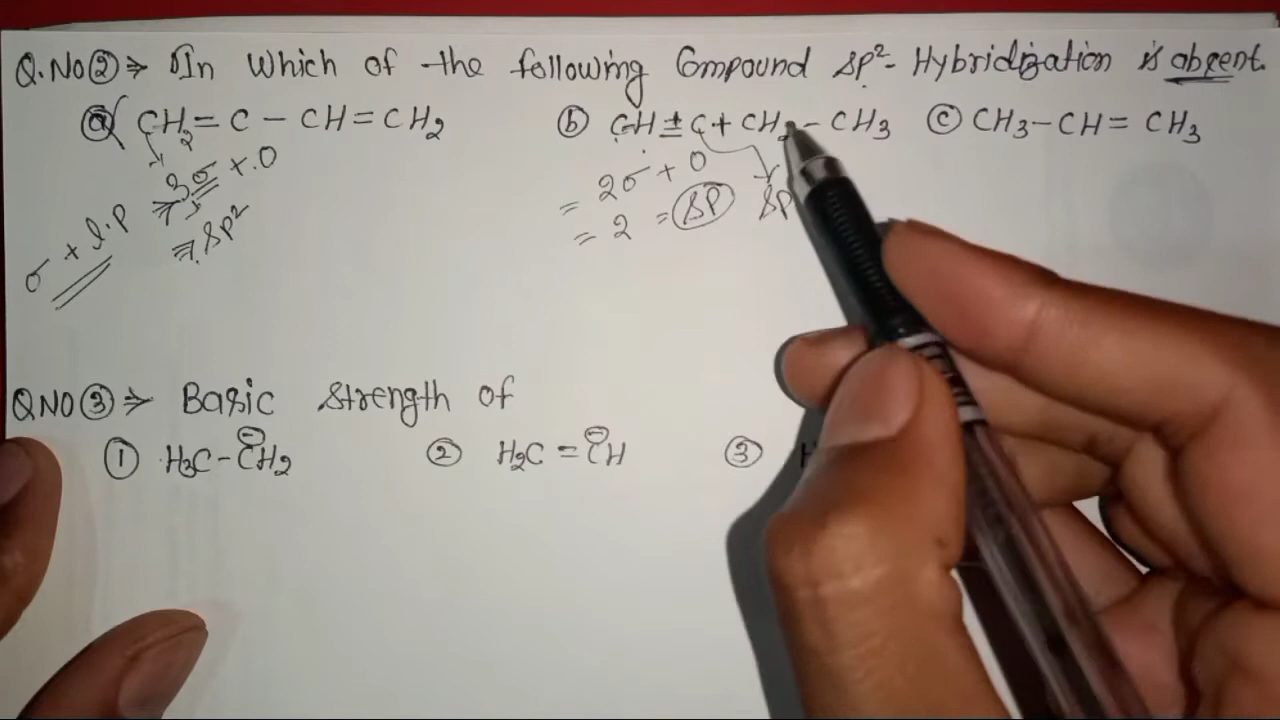 Q.NO② ⇒ In Which of the following Compound SP²- Hybridization is absent.
ⓐ CH₂ = C - CH = CH₂ ⓑ CH ≡ C + CH₂ - CH₃ ⓒ CH₃ - CH = CH₃
σ + l.p ⇒ 3σ + 0
= 2σ + 0
⇒ SP²
= 2 = SP SP
QNO③ ⇒ Basic Strength of
① H₃C - C⊖H₂ ② H₂C = C⊖H ③ H